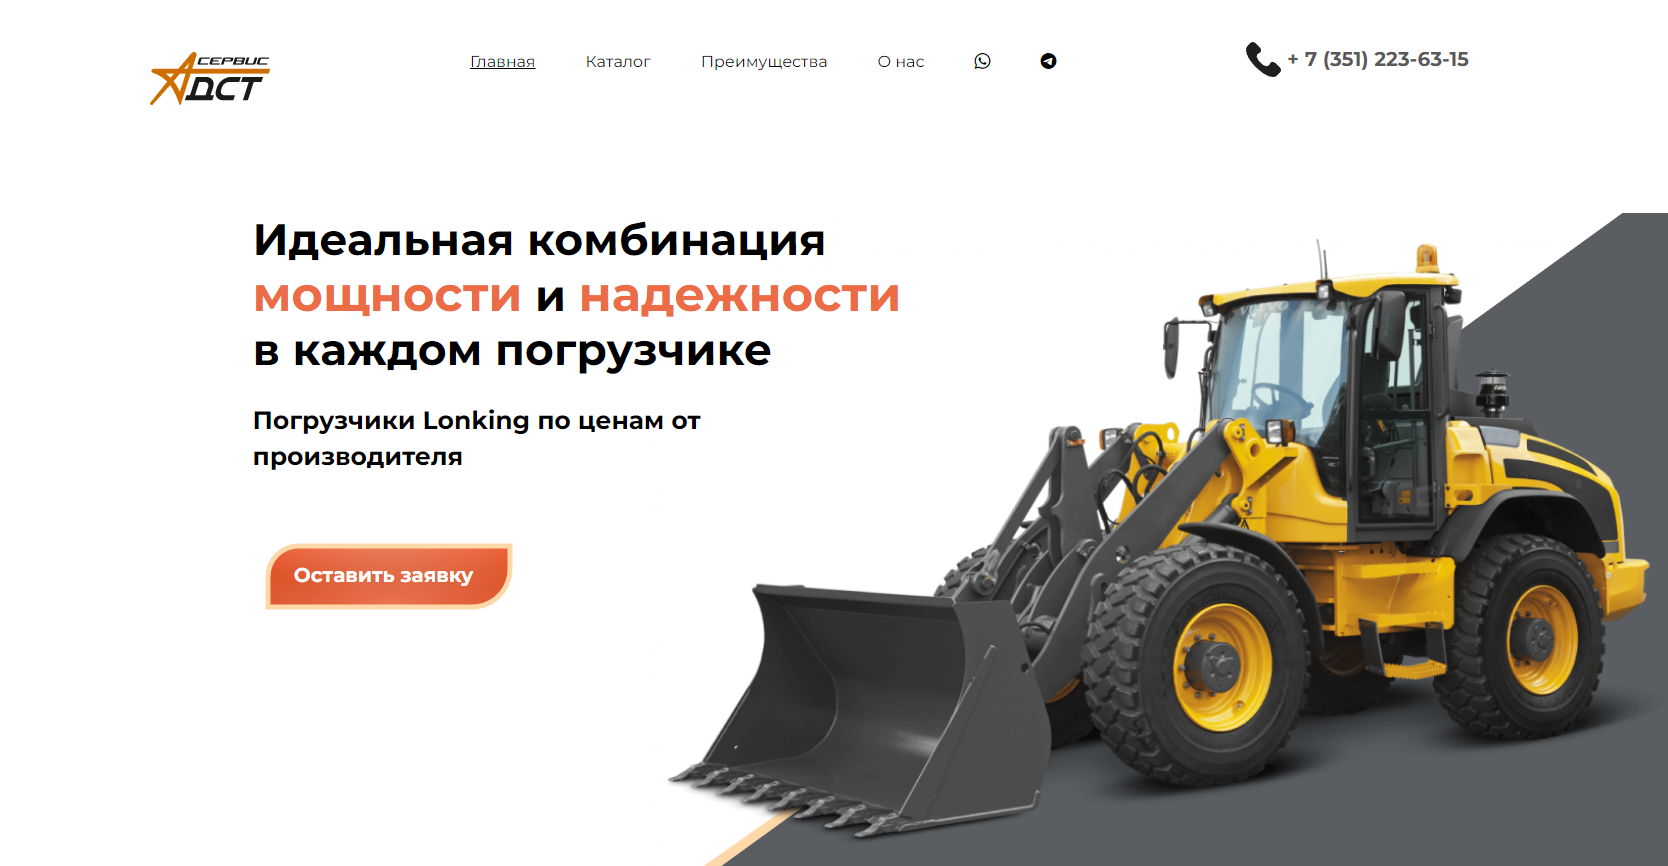 СЕРВИС
ДСТ
Главная
Каталог
Преимущества
О нас
+ 7 (351) 223-63-15
Идеальная комбинация
мощности и надежности
в каждом погрузчике
Погрузчики Lonking по ценам от
производителя
Оставить заявку